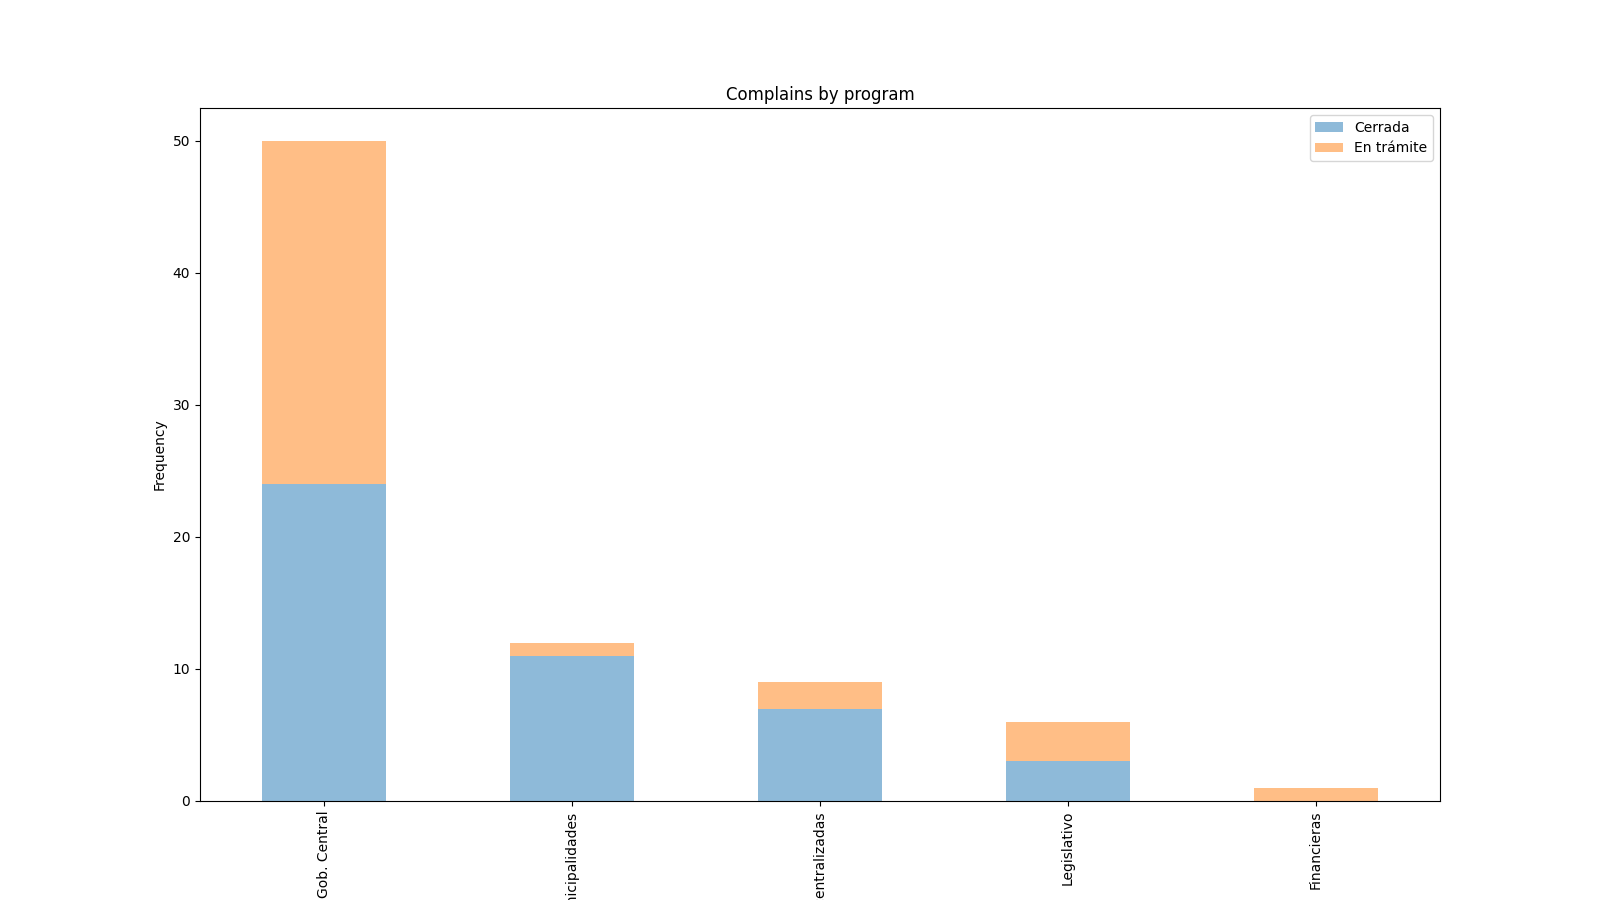 Complains by program
Cerrada
En trámite
50
40
30
20
10
0
Frequency
Gob. Central
nicipalidades
entralizadas
Legislativo
Financieras